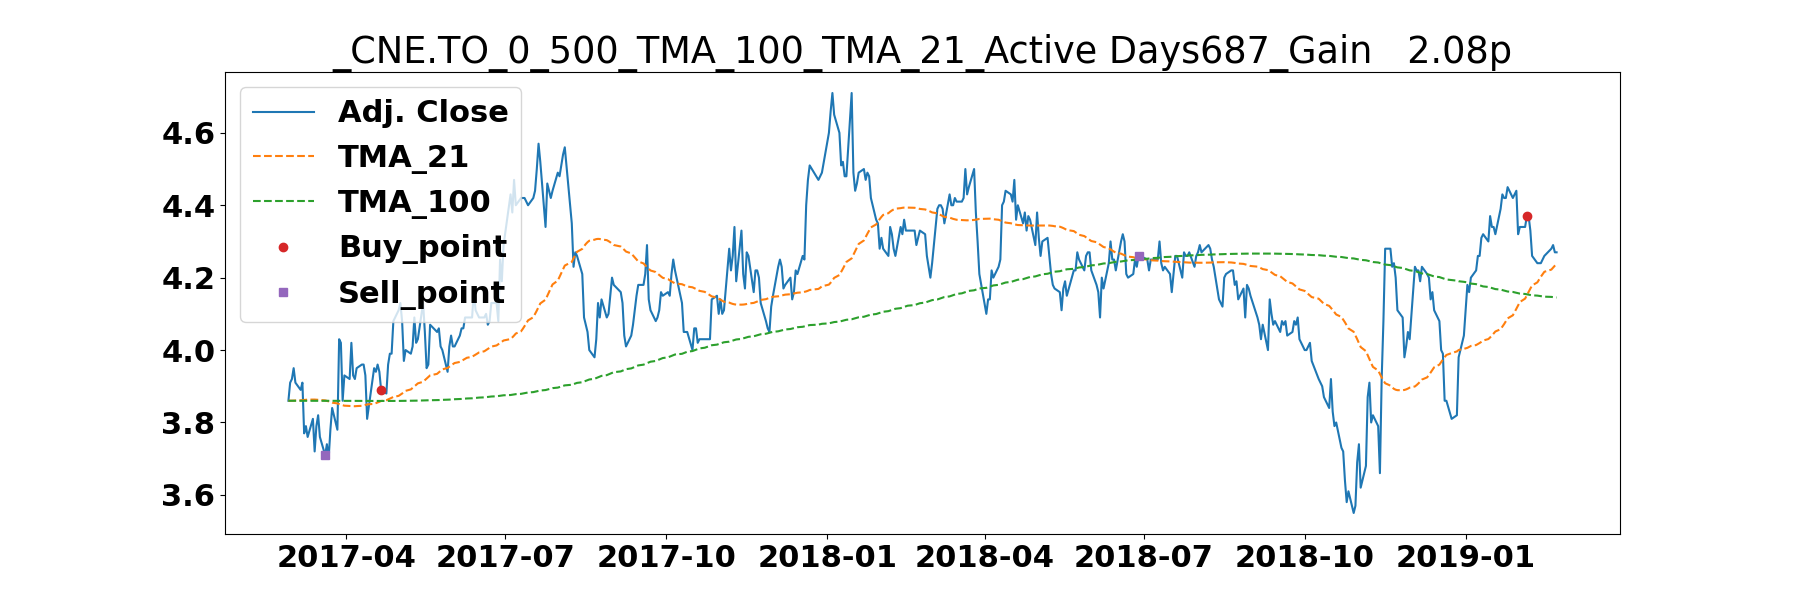 _CNE.TO_0_500_TMA_100_TMA_21_Active Days687_Gain   2.08p
Adj. Close
TMA_21
TMA_100
Buy_point
Sell_point
4.6
4.4
4.2
4.0
3.8
3.6
2017-04 2017-07 2017-10 2018-01 2018-04 2018-07 2018-10 2019-01